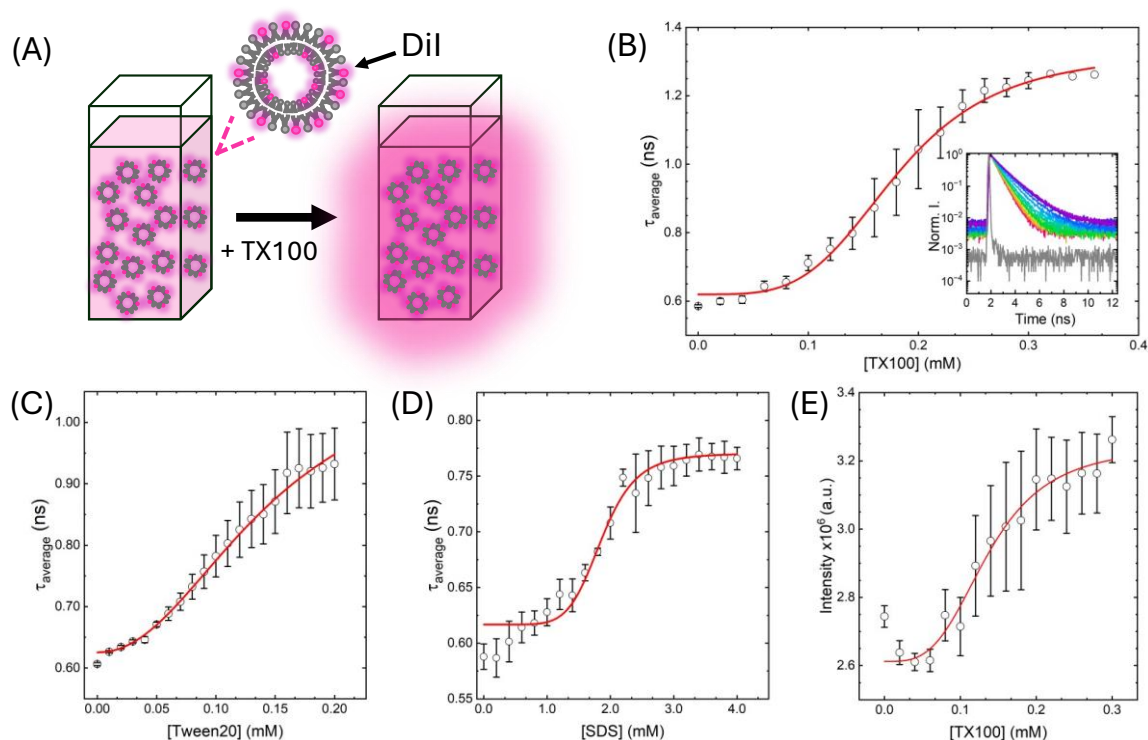 (A)
DiI
+ TX100
(B)
1.4
1.2
1.0
0.8
0.6
τaverage (ns)
0.0 0.1 0.2 0.3 0.4
[TX100] (mM)
Norm. I.
10⁰
10⁻¹
10⁻²
10⁻³
10⁻⁴
0 2 4 6 8 10 12
Time (ns)
(C)
1.00
0.90
0.80
0.70
0.60
τaverage (ns)
0.00 0.05 0.10 0.15 0.20
[Tween20] (mM)
(D)
0.80
0.75
0.70
0.65
0.60
0.55
τaverage (ns)
0.0 1.0 2.0 3.0 4.0
[SDS] (mM)
(E)
3.4
3.2
3.0
2.8
2.6
2.4
Intensity x10⁶ (a.u.)
0.0 0.1 0.2 0.3
[TX100] (mM)